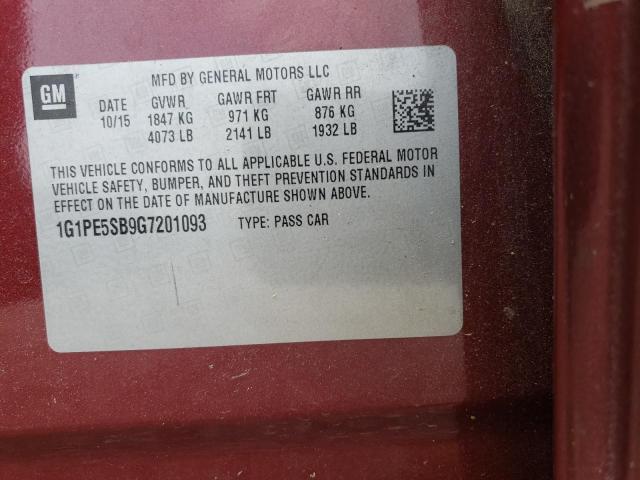 GM
MFD BY GENERAL MOTORS LLC
DATE GVWR GAWR FRT GAWR RR
10/15 1847 KG 971 KG 876 KG
4073 LB 2141 LB 1932 LB
THIS VEHICLE CONFORMS TO ALL APPLICABLE U.S. FEDERAL MOTOR
VEHICLE SAFETY, BUMPER, AND THEFT PREVENTION STANDARDS IN
EFFECT ON THE DATE OF MANUFACTURE SHOWN ABOVE.
1G1PE5SB9G7201093 TYPE: PASS CAR